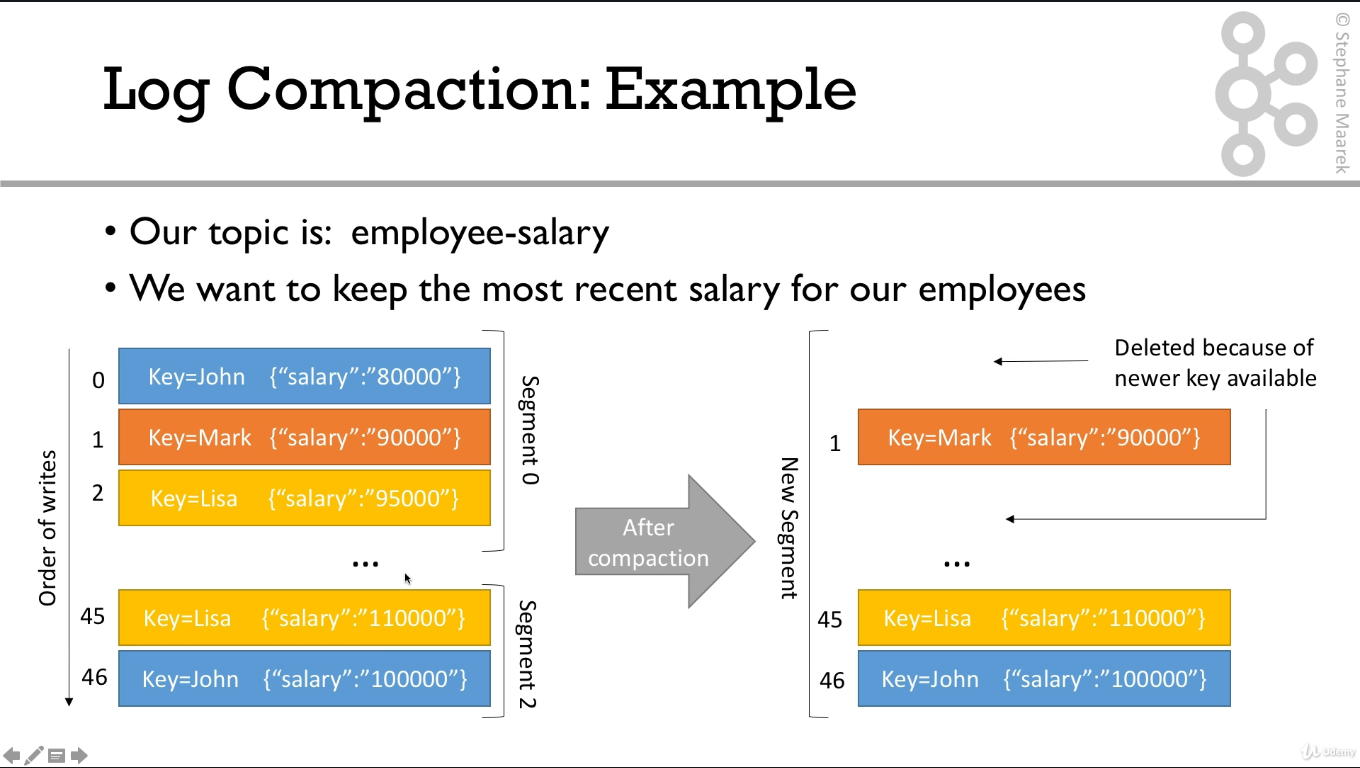 Log Compaction: Example
© Stephane Maarek
• Our topic is: employee-salary
• We want to keep the most recent salary for our employees
Order of writes
0
Key=John {“salary”:”80000”}
1
Key=Mark {“salary”:”90000”}
2
Key=Lisa {“salary”:”95000”}
Segment 0
...
45
Key=Lisa {“salary”:”110000”}
46
Key=John {“salary”:”100000”}
Segment 2
After
compaction
New Segment
Deleted because of
newer key available
1
Key=Mark {“salary”:”90000”}
...
45
Key=Lisa {“salary”:”110000”}
46
Key=John {“salary”:”100000”}
Udemy